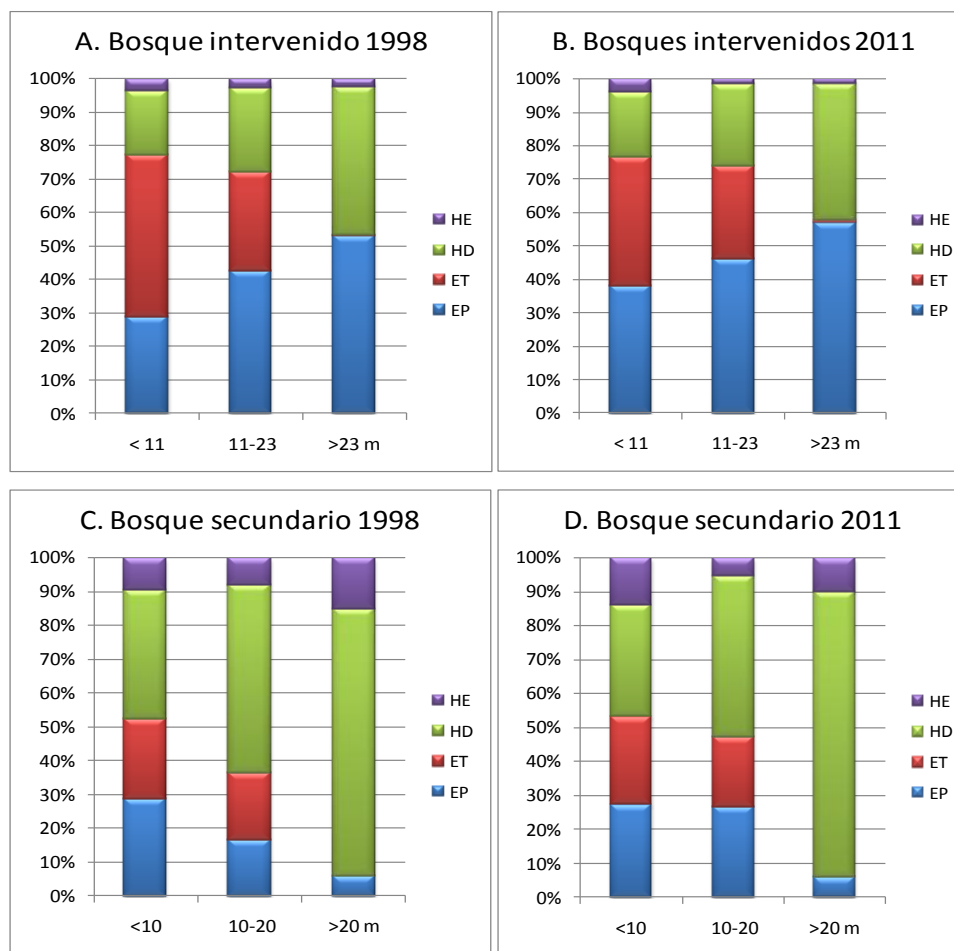 A. Bosque intervenido 1998
100%
90%
80%
70%
60%
50%
40%
30%
20%
10%
0%
< 11
11-23
>23 m
HE
HD
ET
EP
B. Bosques intervenidos 2011
100%
90%
80%
70%
60%
50%
40%
30%
20%
10%
0%
< 11
11-23
>23 m
HE
HD
ET
EP
C. Bosque secundario 1998
100%
90%
80%
70%
60%
50%
40%
30%
20%
10%
0%
<10
10-20
>20 m
HE
HD
ET
EP
D. Bosque secundario 2011
100%
90%
80%
70%
60%
50%
40%
30%
20%
10%
0%
<10
10-20
>20 m
HE
HD
ET
EP